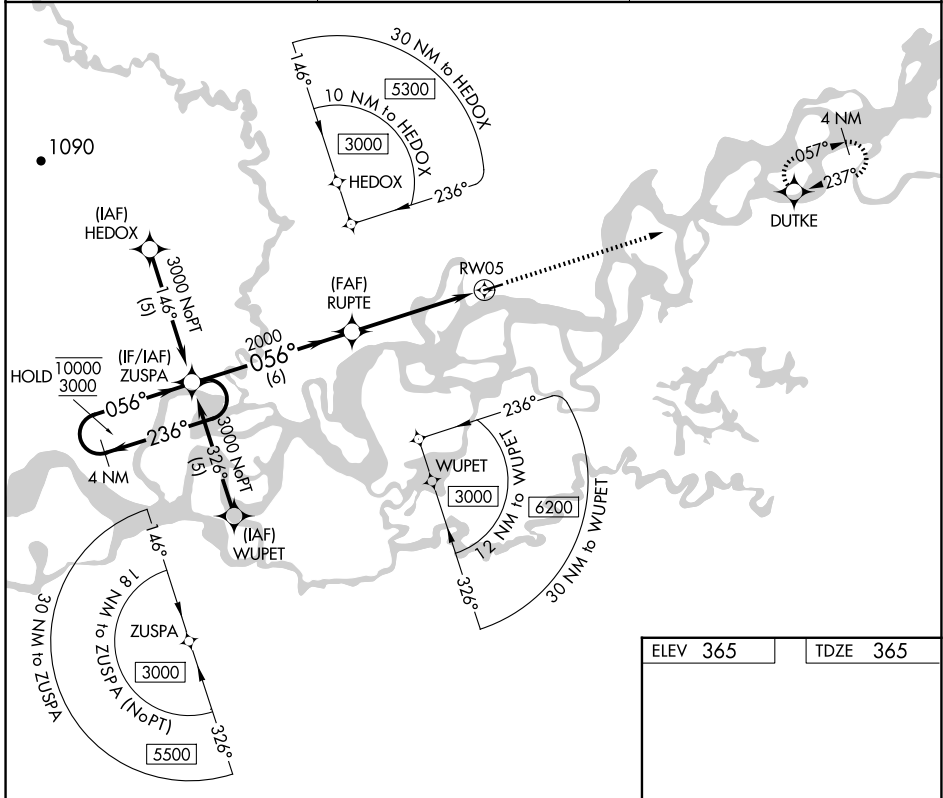 30 NM to HEDOX
5300
146°
10 NM to HEDOX
3000
HEDOX
236°
1090
4 NM
057°
237°
DUTKE
(IAF)
HEDOX
3000 NoPT
146°
(5)
RW05
(FAF)
RUPTE
2000
056°
(6)
(IF/IAF)
ZUSPA
HOLD
10000
3000
056°
236°
4 NM
3000 NoPT
326°
(5)
(IAF)
WUPET
236°
WUPET
3000
12 NM to WUPET
6200
30 NM to WUPET
326°
146°
18 NM to ZUSPA (NoPT)
30 NM to ZUSPA
ZUSPA
3000
5500
326°
ELEV 365
TDZE 365